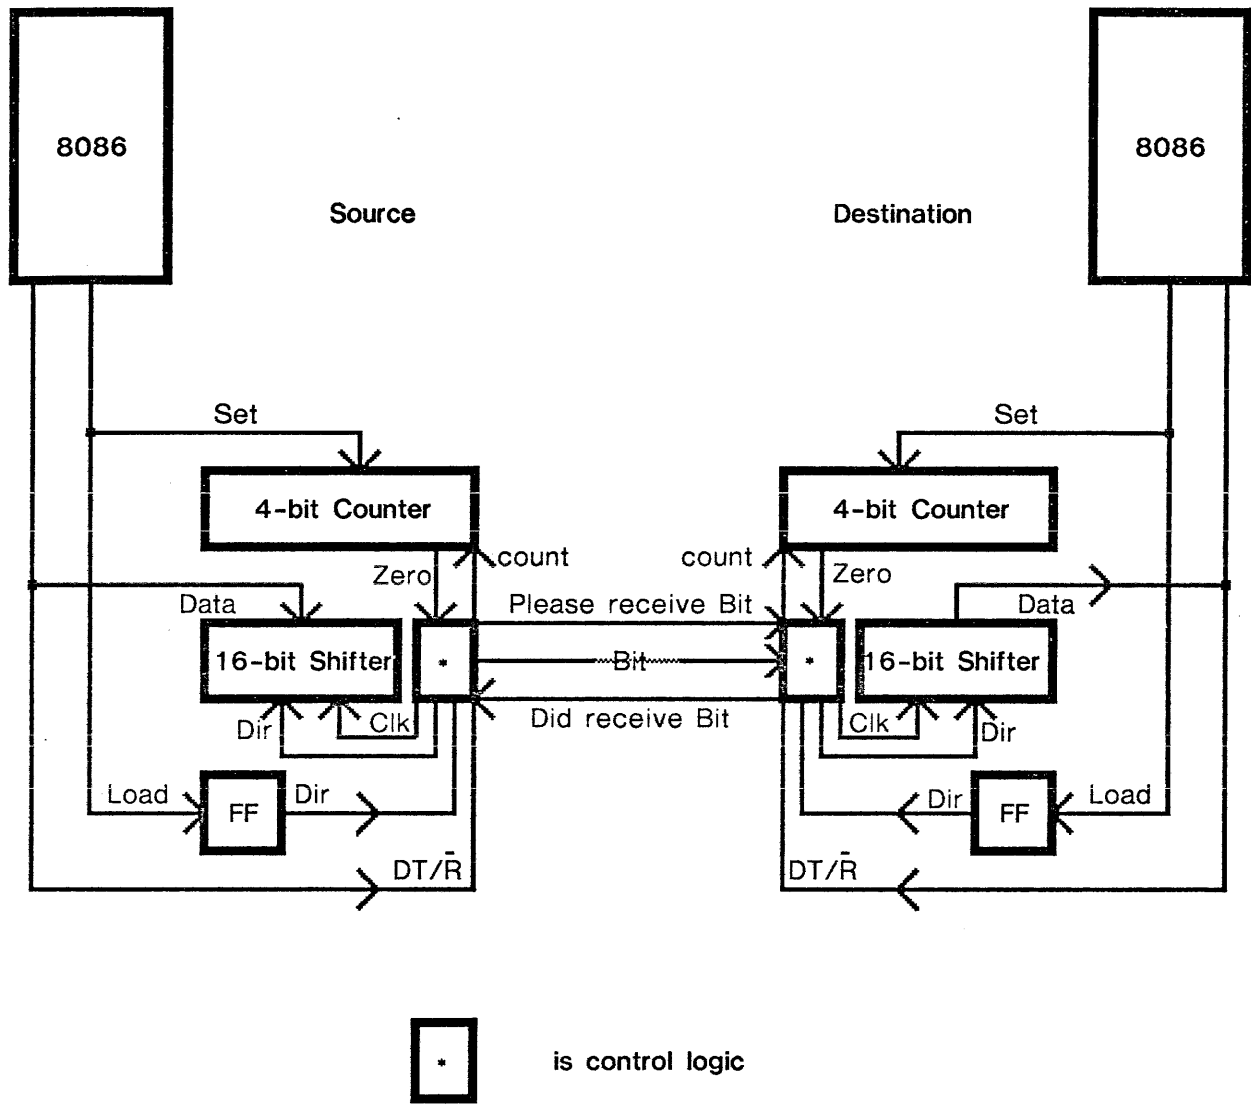 8086
8086
Source
Destination
Set
Set
4-bit Counter
4-bit Counter
count
count
Zero
Zero
Data
Please receive Bit
Data
16-bit Shifter
*
Bit
*
16-bit Shifter
Dir
Clk
Did receive Bit
Clk
Dir
Load
FF
Dir
Dir
FF
Load
DT/R̄
DT/R̄
*
is control logic